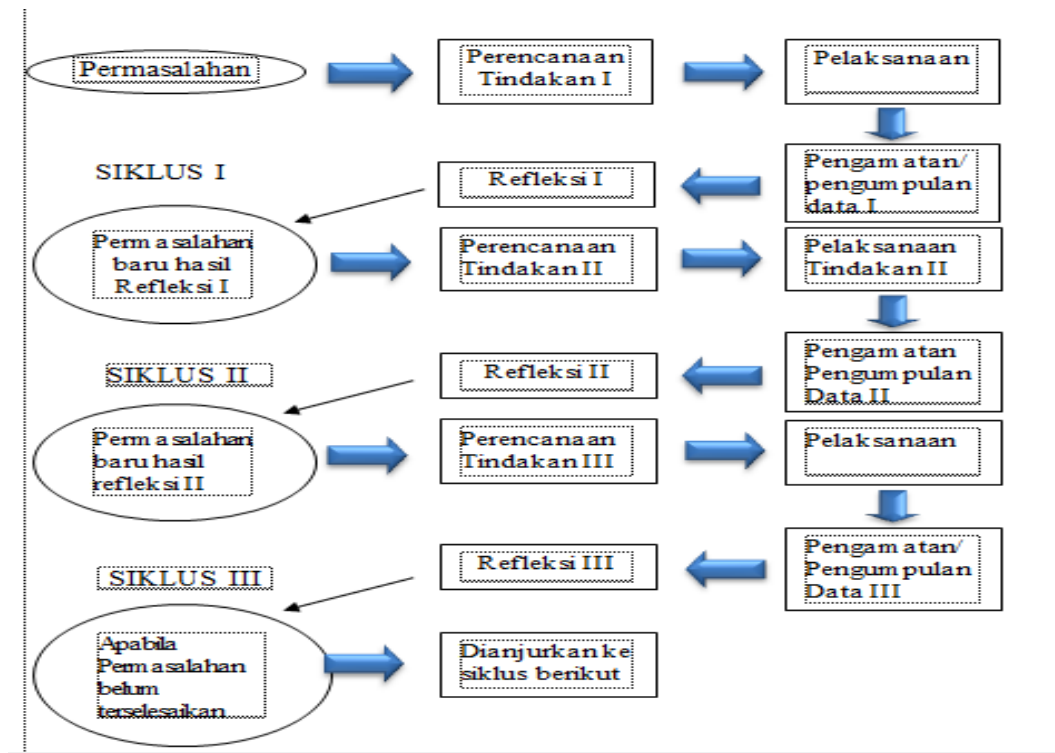 Permasalahan
Perencanaan
Tindakan I
Pelaksanaan
SIKLUS I
Refleksi I
Pengamatan/
pengumpulan
data I
Permasalahan
baru hasil
Refleksi I
Perencanaan
Tindakan II
Pelaksanaan
Tindakan II
SIKLUS II
Refleksi II
Pengamatan
Pengumpulan
Data II
Permasalahan
baru hasil
refleksi II
Perencanaan
Tindakan III
Pelaksanaan
SIKLUS III
Refleksi III
Pengamatan/
Pengumpulan
Data III
Apabila
Permasalahan
belum
terselesaikan
Dianjurkan ke
siklus berikut